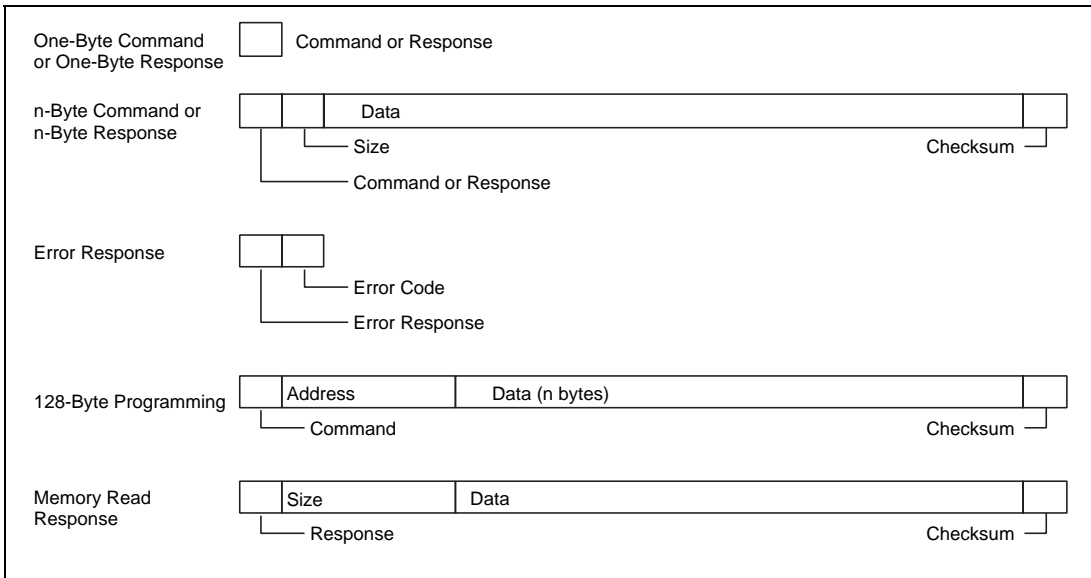 One-Byte Command
or One-Byte Response
Command or Response
n-Byte Command or
n-Byte Response
Data
Size
Checksum
Command or Response
Error Response
Error Code
Error Response
128-Byte Programming
Address
Data (n bytes)
Command
Checksum
Memory Read
Response
Size
Data
Response
Checksum